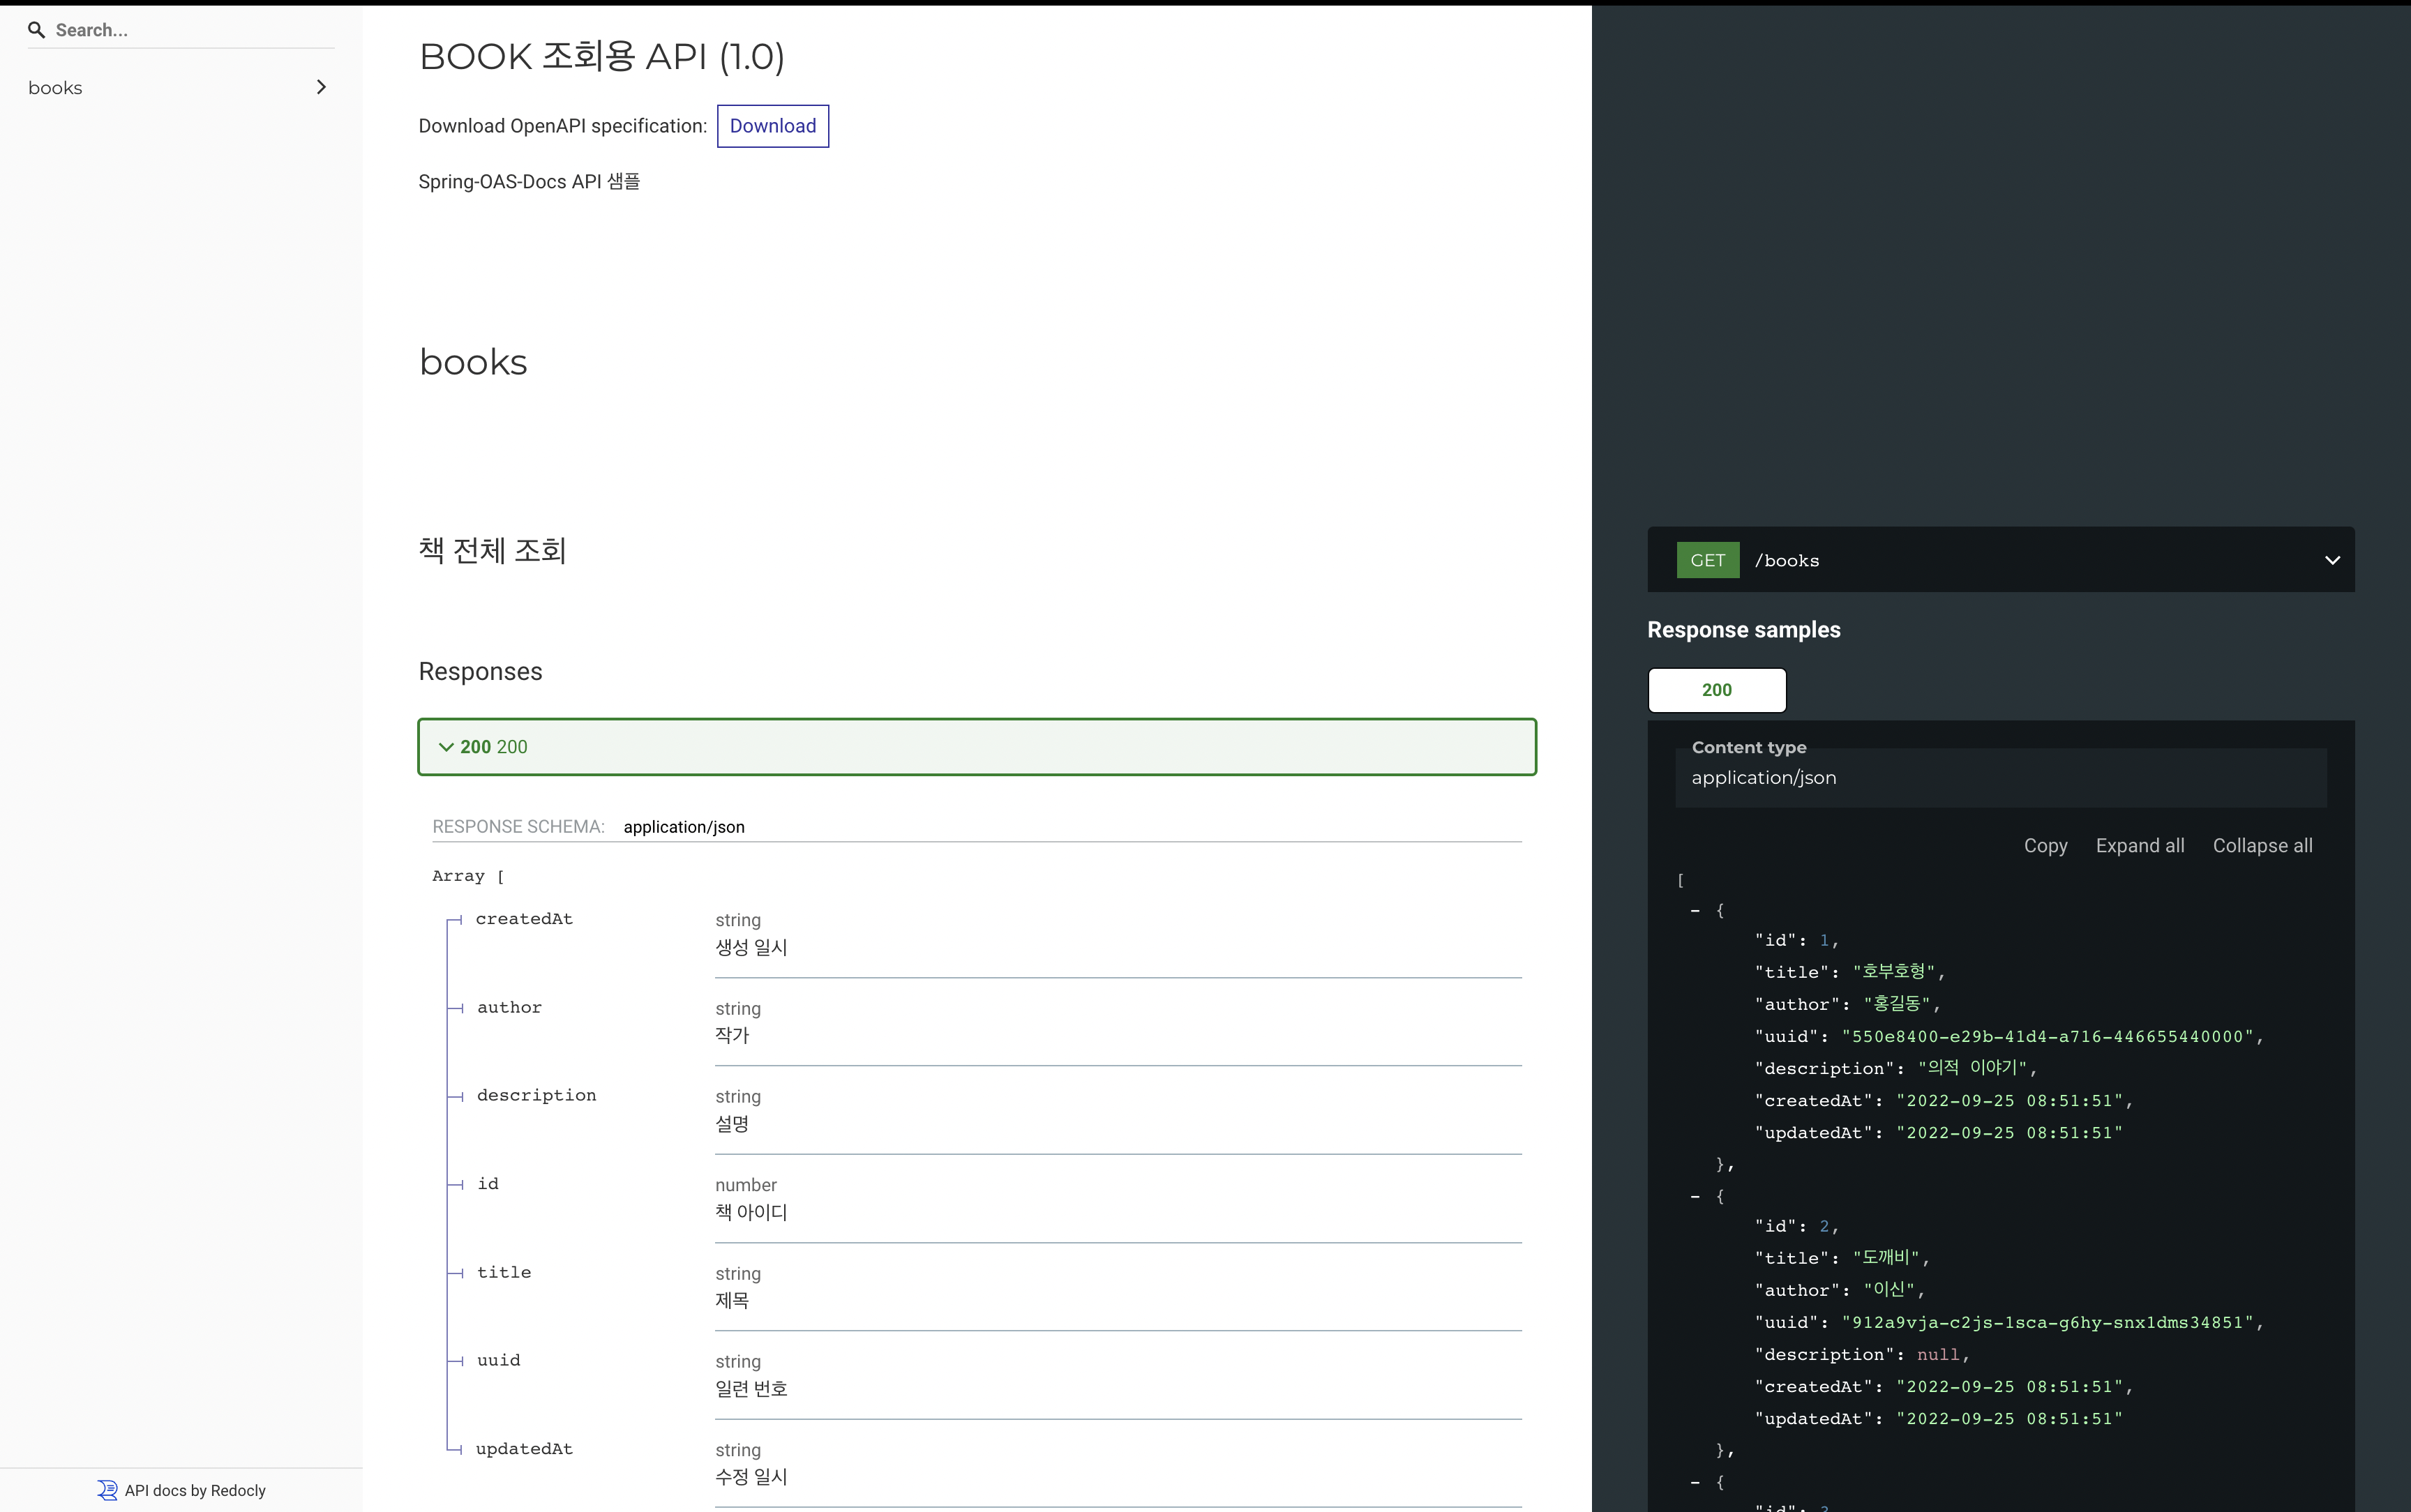 Search...
books
API docs by Redocly
BOOK 조회용 API (1.0)
Download OpenAPI specification: Download
Spring-OAS-Docs API 샘플
books
책 전체 조회
Responses
200 200
RESPONSE SCHEMA: application/json
Array [
createdAt string
생성 일시
author string
작가
description string
설명
id number
책 아이디
title string
제목
uuid string
일련 번호
updatedAt string
수정 일시
GET /books
Response samples
200
Content type
application/json
Copy Expand all Collapse all
[
- {
"id": 1,
"title": "호부호형",
"author": "홍길동",
"uuid": "550e8400-e29b-41d4-a716-446655440000",
"description": "의적 이야기",
"createdAt": "2022-09-25 08:51:51",
"updatedAt": "2022-09-25 08:51:51"
},
- {
"id": 2,
"title": "도깨비",
"author": "이신",
"uuid": "912a9vja-c2js-1sca-g6hy-snx1dms34851",
"description": null,
"createdAt": "2022-09-25 08:51:51",
"updatedAt": "2022-09-25 08:51:51"
},
- {
"id": 3